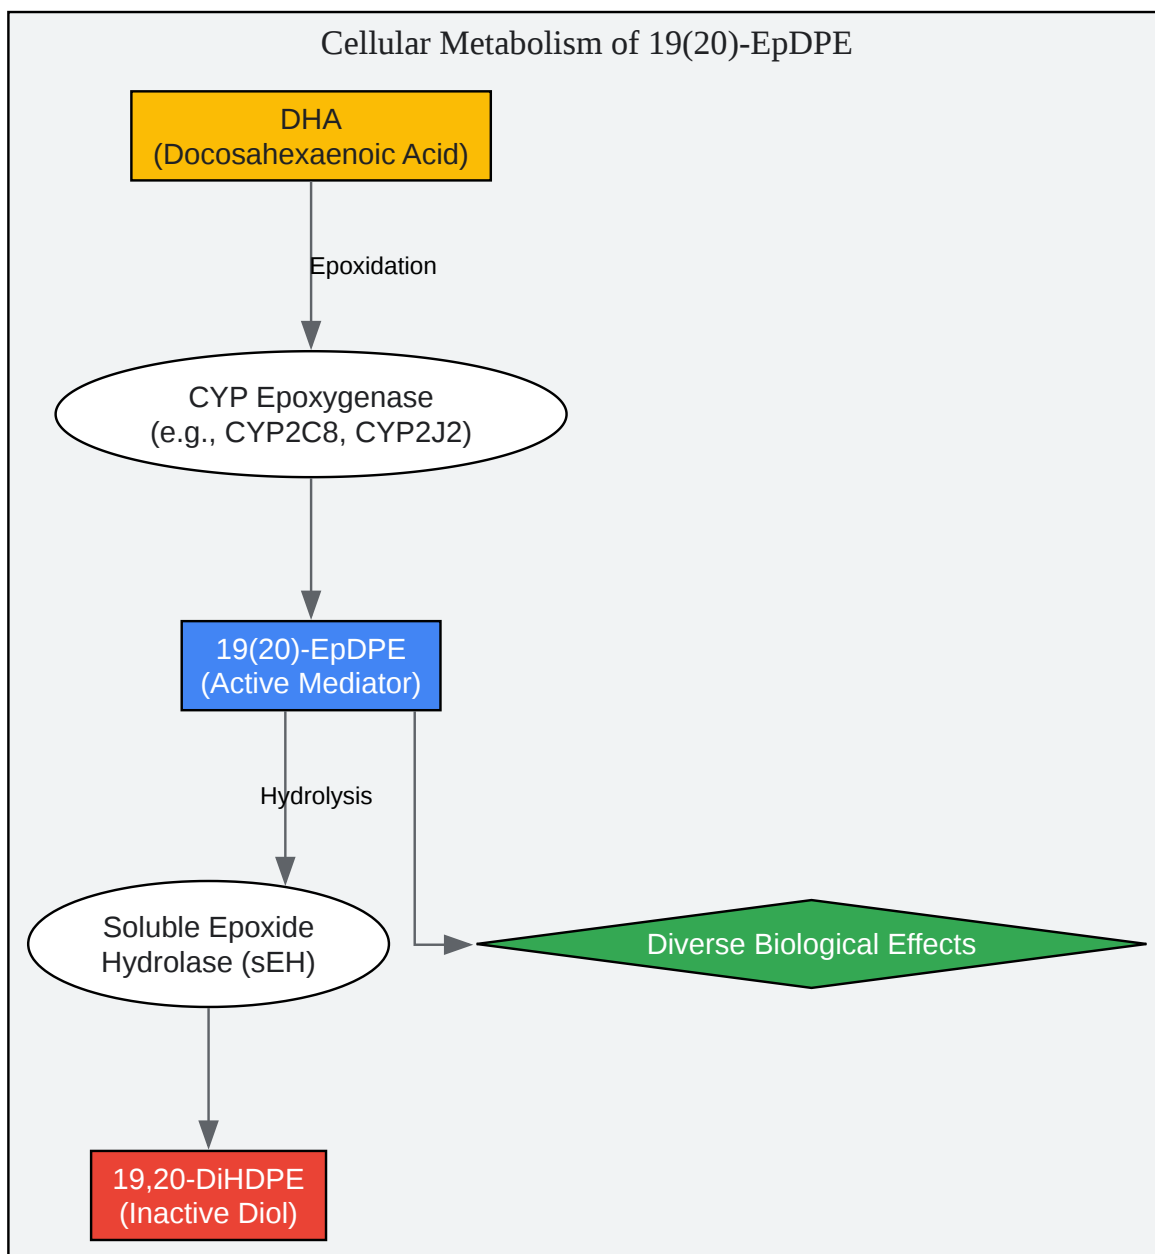 Cellular Metabolism of 19(20)-EpDPE
DHA
(Docosahexaenoic Acid)
Epoxidation
CYP Epoxygenase
(e.g., CYP2C8, CYP2J2)
19(20)-EpDPE
(Active Mediator)
Hydrolysis
Soluble Epoxide
Hydrolase (sEH)
Diverse Biological Effects
19,20-DiHDPE
(Inactive Diol)